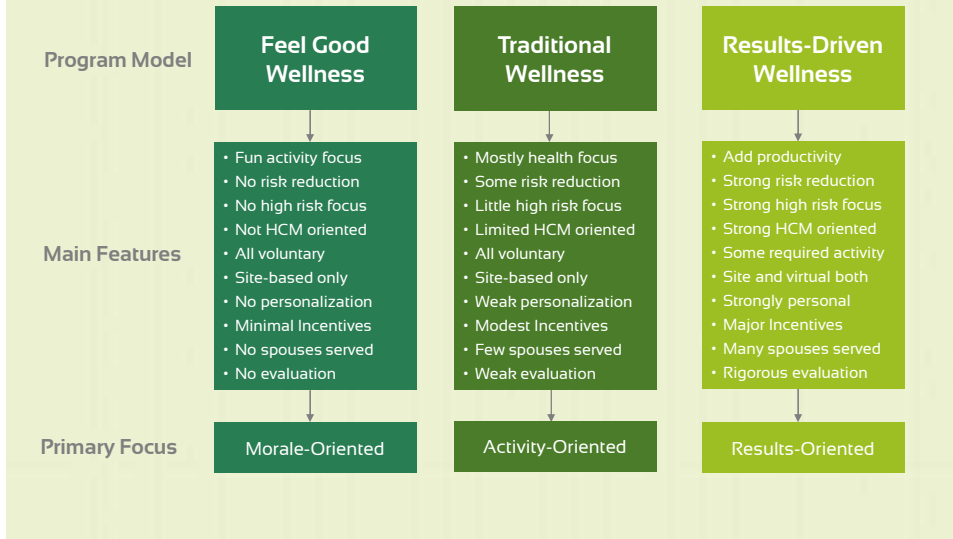 Program Model
Feel Good
Wellness
Traditional
Wellness
Results-Driven
Wellness
Main Features
• Fun activity focus
• No risk reduction
• No high risk focus
• Not HCM oriented
• All voluntary
• Site-based only
• No personalization
• Minimal Incentives
• No spouses served
• No evaluation
• Mostly health focus
• Some risk reduction
• Little high risk focus
• Limited HCM oriented
• All voluntary
• Site-based only
• Weak personalization
• Modest Incentives
• Few spouses served
• Weak evaluation
• Add productivity
• Strong risk reduction
• Strong high risk focus
• Strong HCM oriented
• Some required activity
• Site and virtual both
• Strongly personal
• Major Incentives
• Many spouses served
• Rigorous evaluation
Primary Focus
Morale-Oriented
Activity-Oriented
Results-Oriented